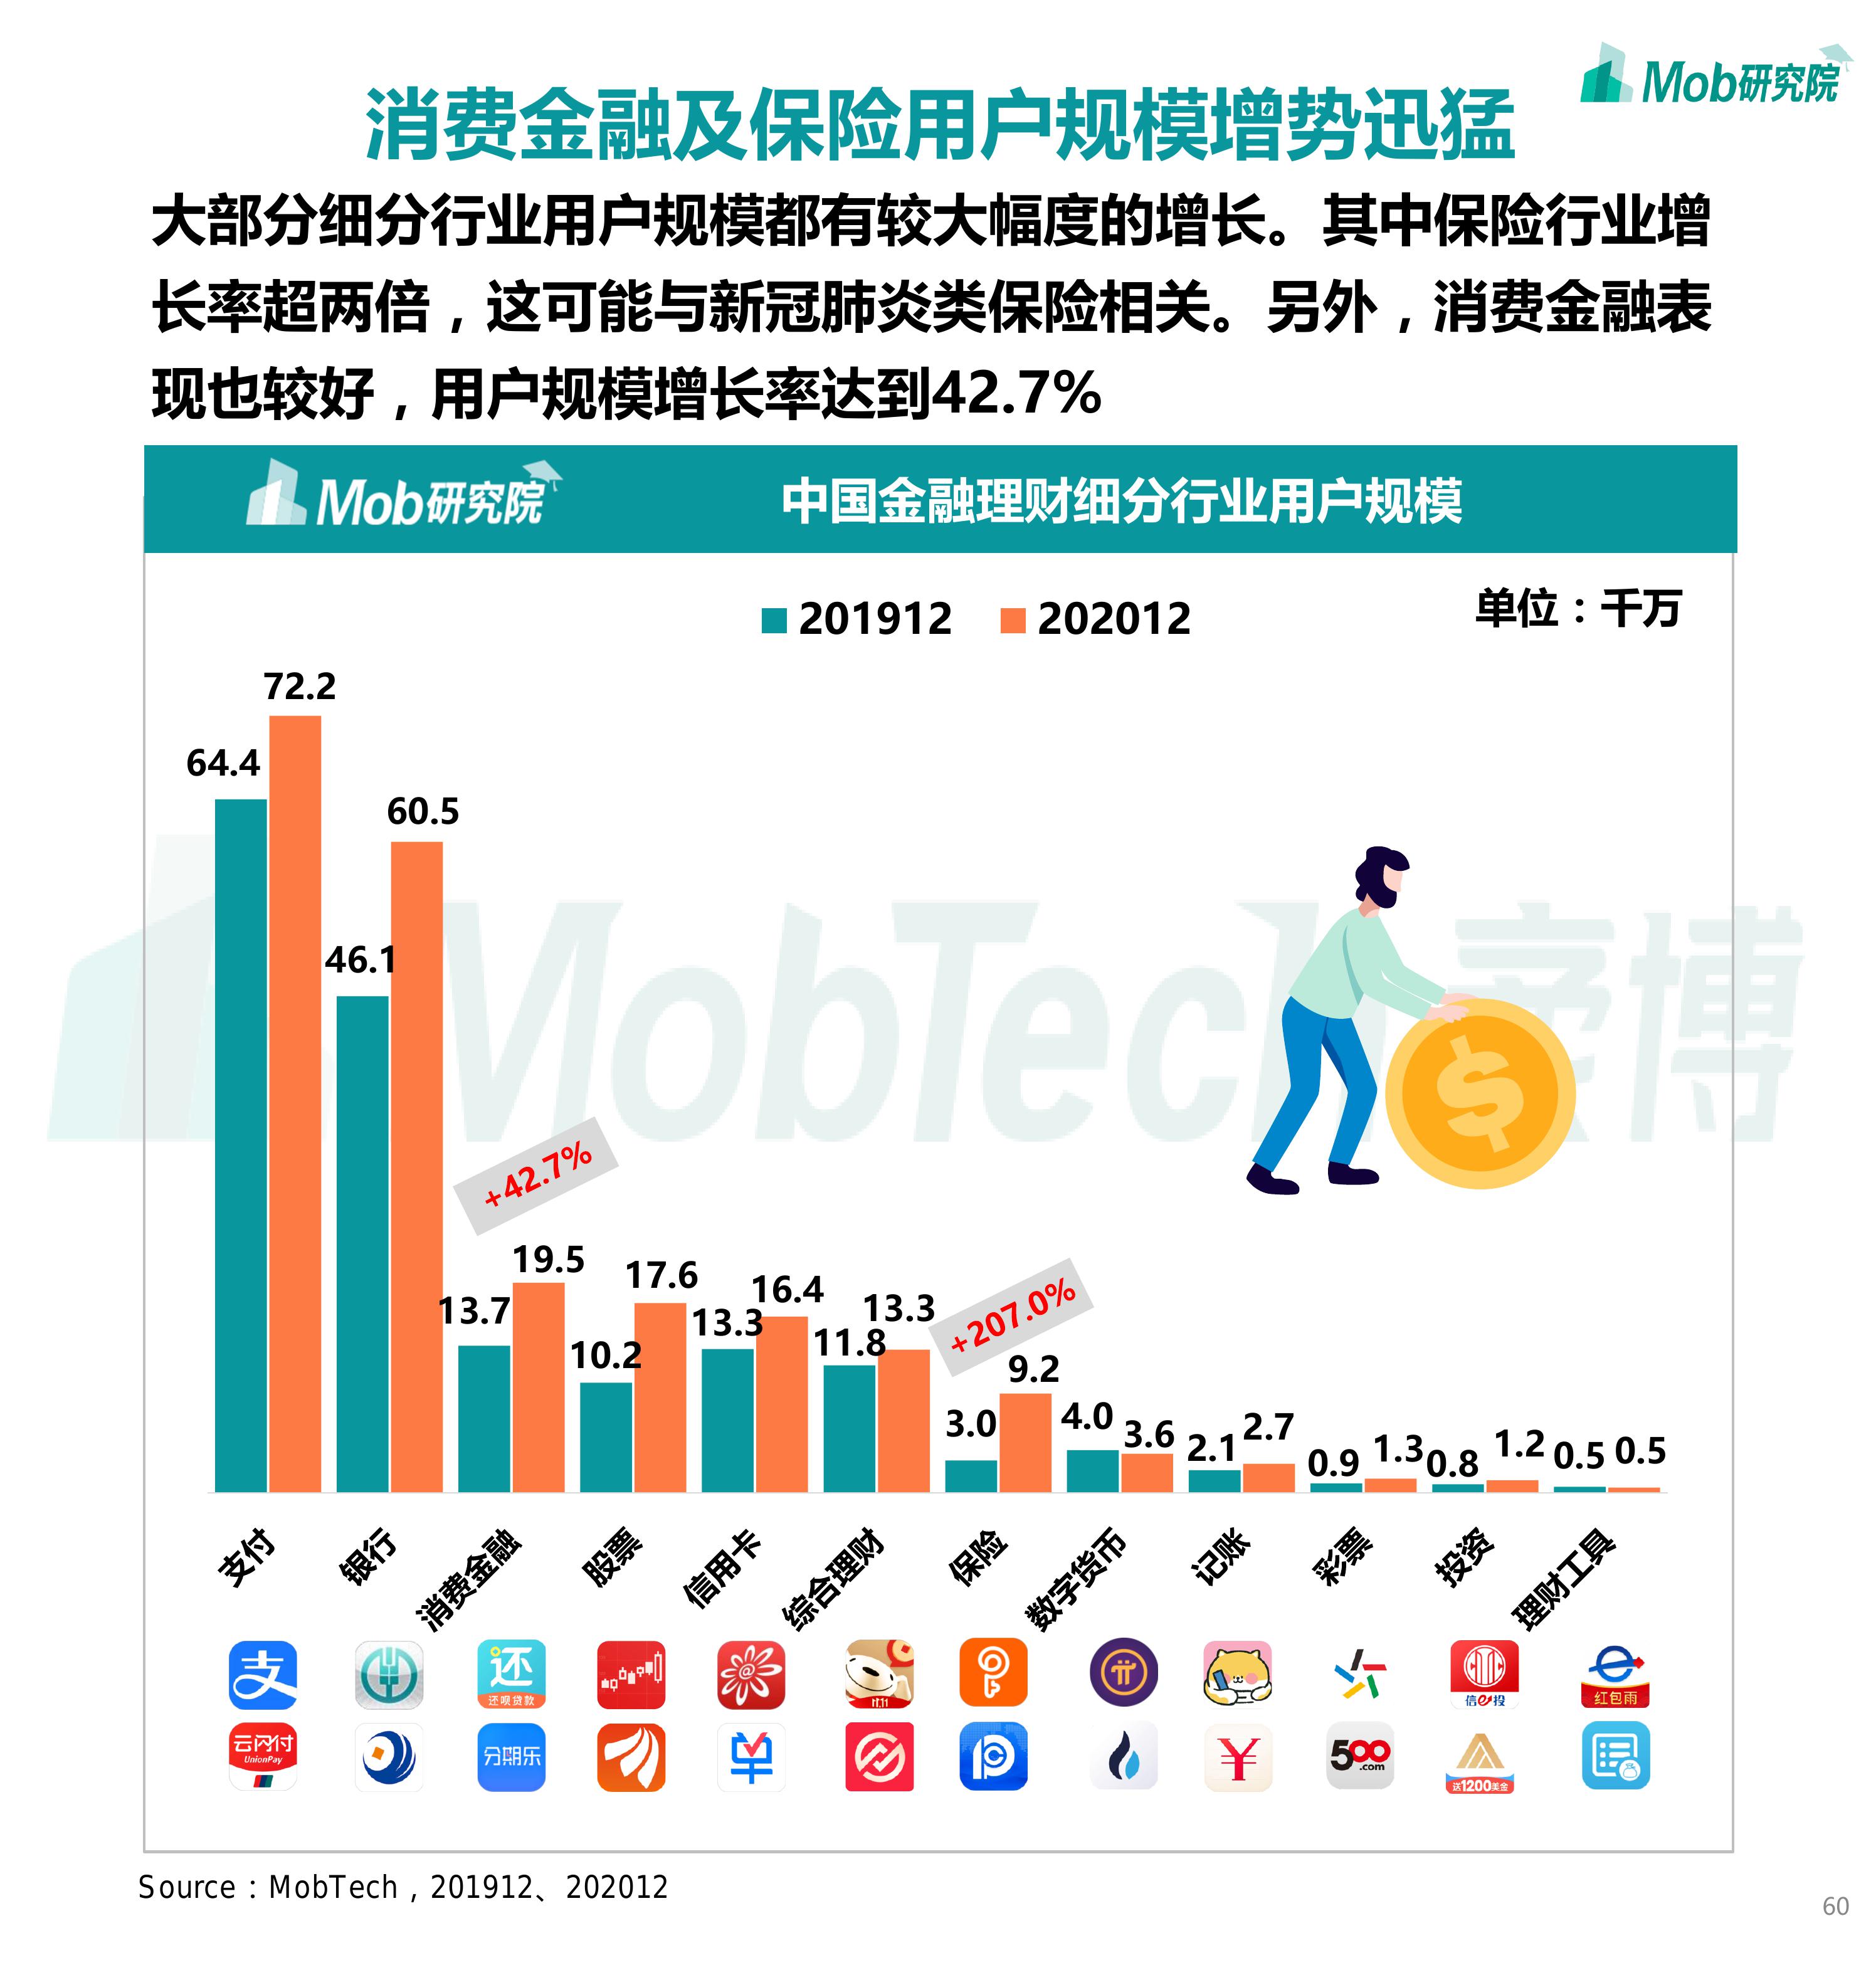 Mob研究院
消费金融及保险用户规模增势迅猛
大部分细分行业用户规模都有较大幅度的增长。其中保险行业增
长率超两倍，这可能与新冠肺炎类保险相关。另外，消费金融表
现也较好，用户规模增长率达到42.7%
Mob研究院
中国金融理财细分行业用户规模
201912 202012
单位：千万
72.2
64.4
60.5
46.1
+42.7%
19.5
13.7
17.6
10.2
16.4
13.3
13.3
11.8
+207.0%
9.2
3.0
4.0
3.6
2.1
2.7
0.9
1.3
0.8
1.2
0.5
0.5
支付
银行
消费金融
股票
信用卡
综合理财
保险
数字货币
记账
彩票
投资
理财工具
MobTech
支
还
还呗贷款
11.11
CITIC
信e投
红包雨
云闪付
UnionPay
分期乐
¥
500
.com
送1200美金
Source：MobTech，201912、202012
60